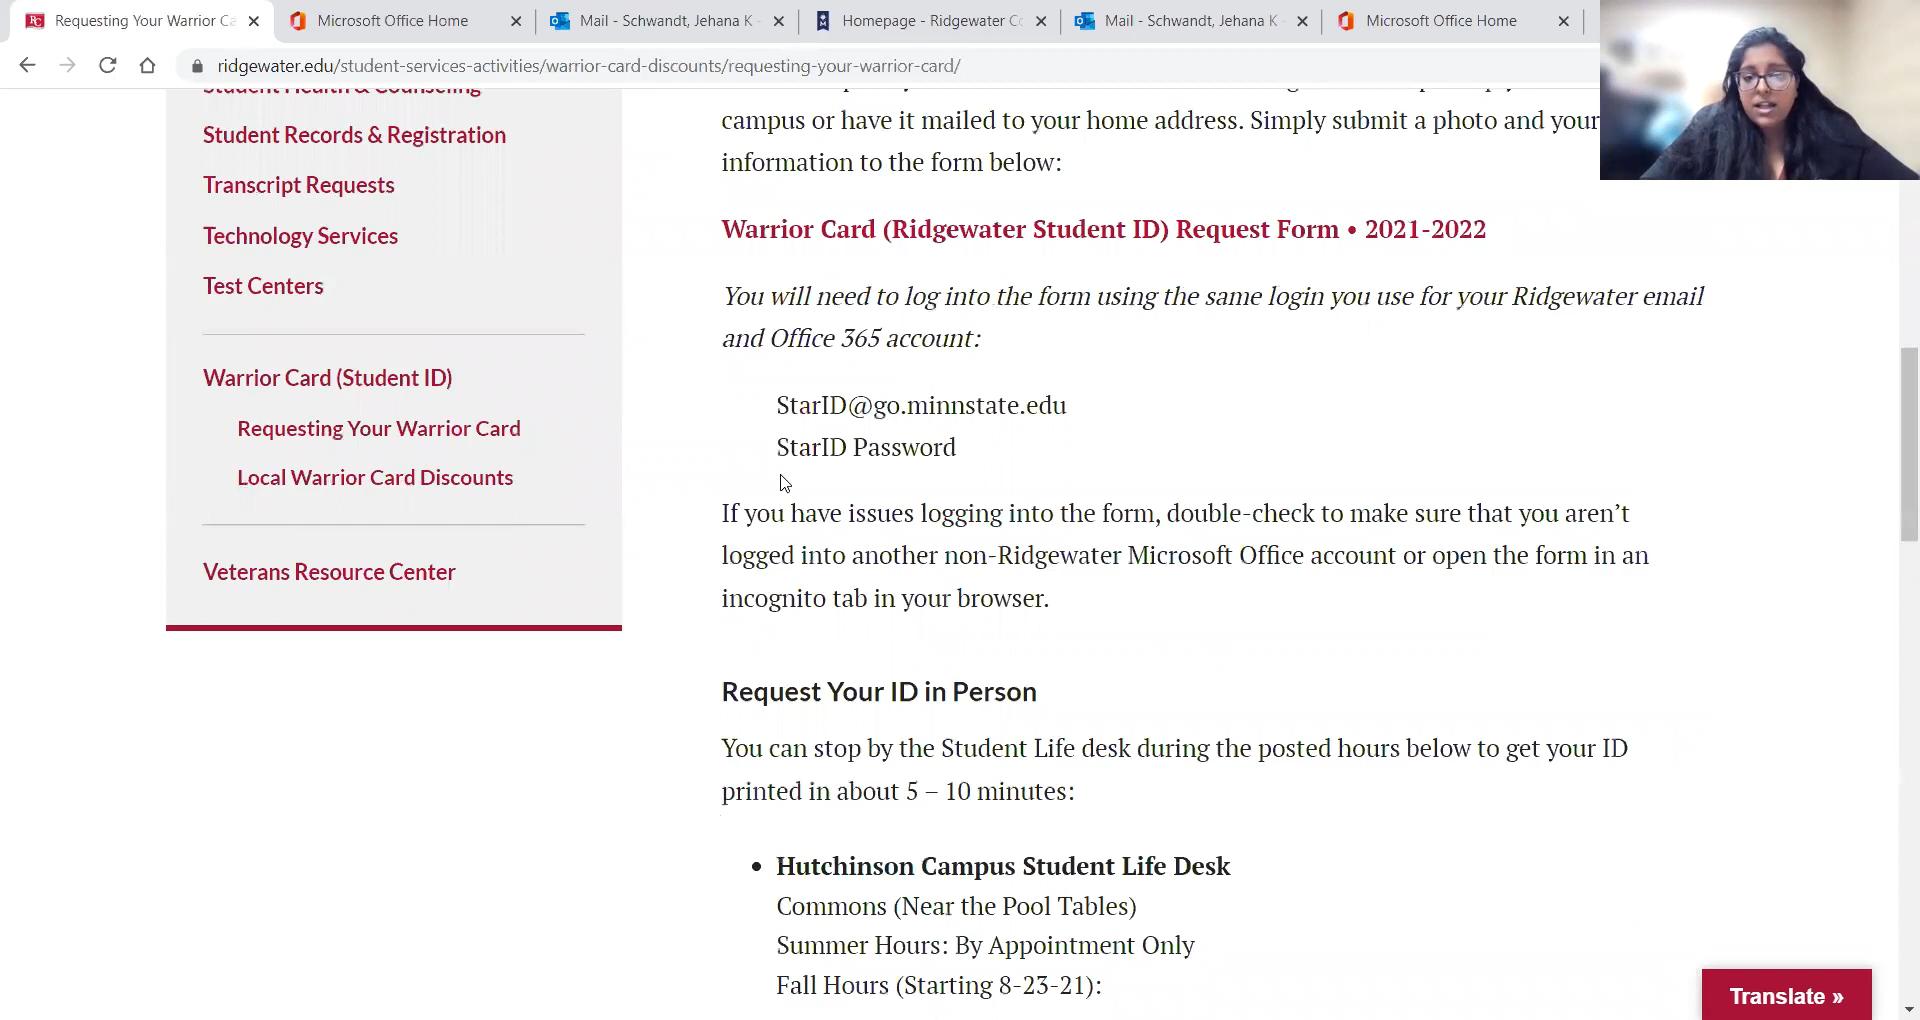 Requesting Your Warrior Ca
Microsoft Office Home
Mail - Schwandt, Jehana K -
Homepage - Ridgewater Co
Mail - Schwandt, Jehana K -
Microsoft Office Home
ridgewater.edu/student-services-activities/warrior-card-discounts/requesting-your-warrior-card/
Student Health & Counseling
Student Records & Registration
Transcript Requests
Technology Services
Test Centers
Warrior Card (Student ID)
Requesting Your Warrior Card
Local Warrior Card Discounts
Veterans Resource Center
campus or have it mailed to your home address. Simply submit a photo and your
information to the form below:
Warrior Card (Ridgewater Student ID) Request Form • 2021-2022
You will need to log into the form using the same login you use for your Ridgewater email
and Office 365 account:
StarID@go.minnstate.edu
StarID Password
If you have issues logging into the form, double-check to make sure that you aren’t
logged into another non-Ridgewater Microsoft Office account or open the form in an
incognito tab in your browser.
Request Your ID in Person
You can stop by the Student Life desk during the posted hours below to get your ID
printed in about 5 – 10 minutes:
• Hutchinson Campus Student Life Desk
Commons (Near the Pool Tables)
Summer Hours: By Appointment Only
Fall Hours (Starting 8-23-21):
Translate »